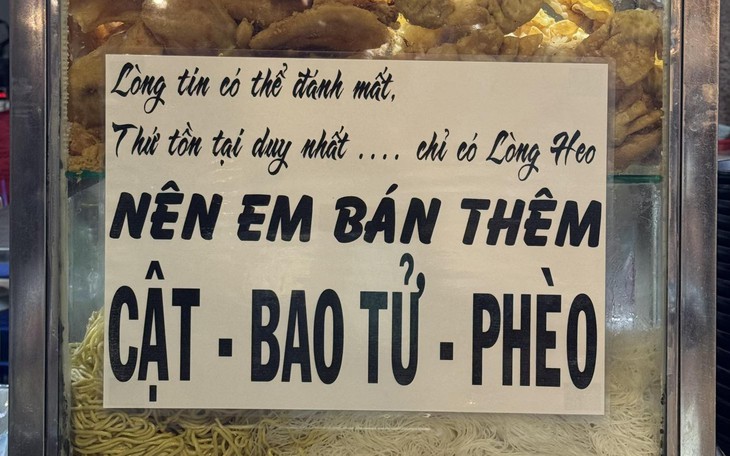 Lòng tin có thể đánh mất,
Thứ tồn tại duy nhất .... chỉ có Lòng Heo
NÊN EM BÁN THÊM
CẬT - BAO TỬ - PHÈO